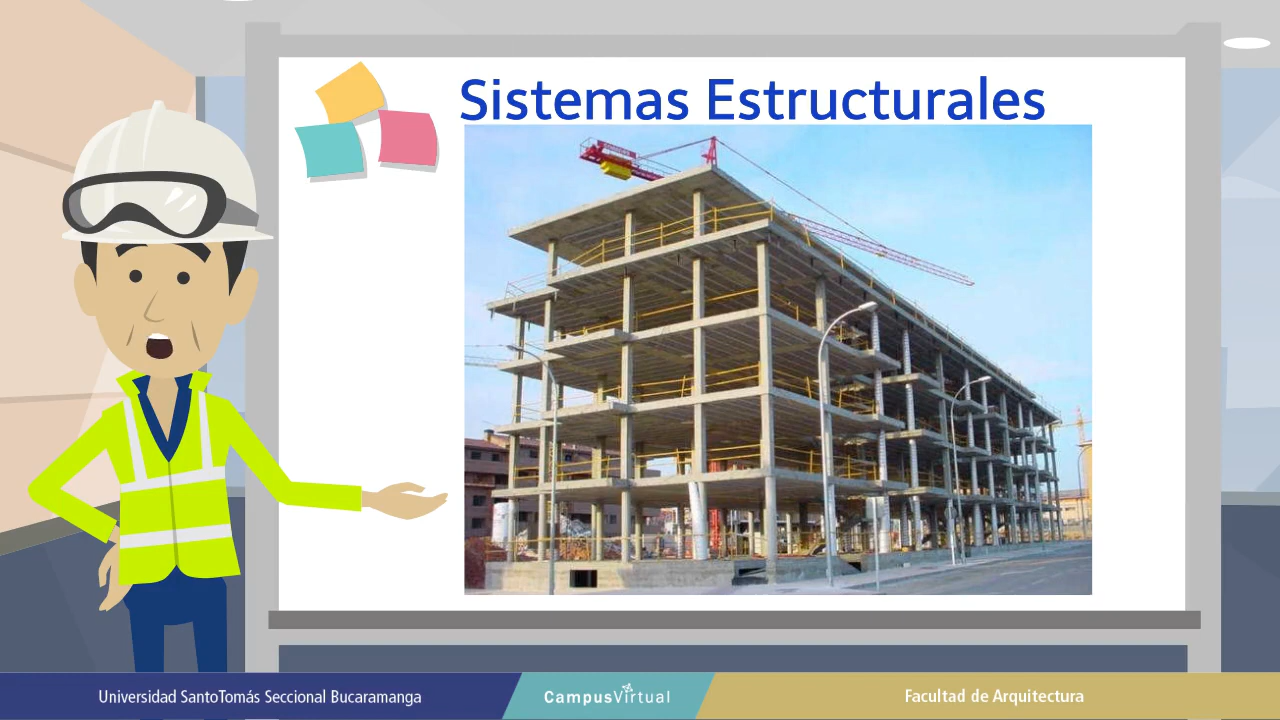 Sistemas Estructurales
Universidad SantoTomás Seccional Bucaramanga
CampusVirtual
Facultad de Arquitectura